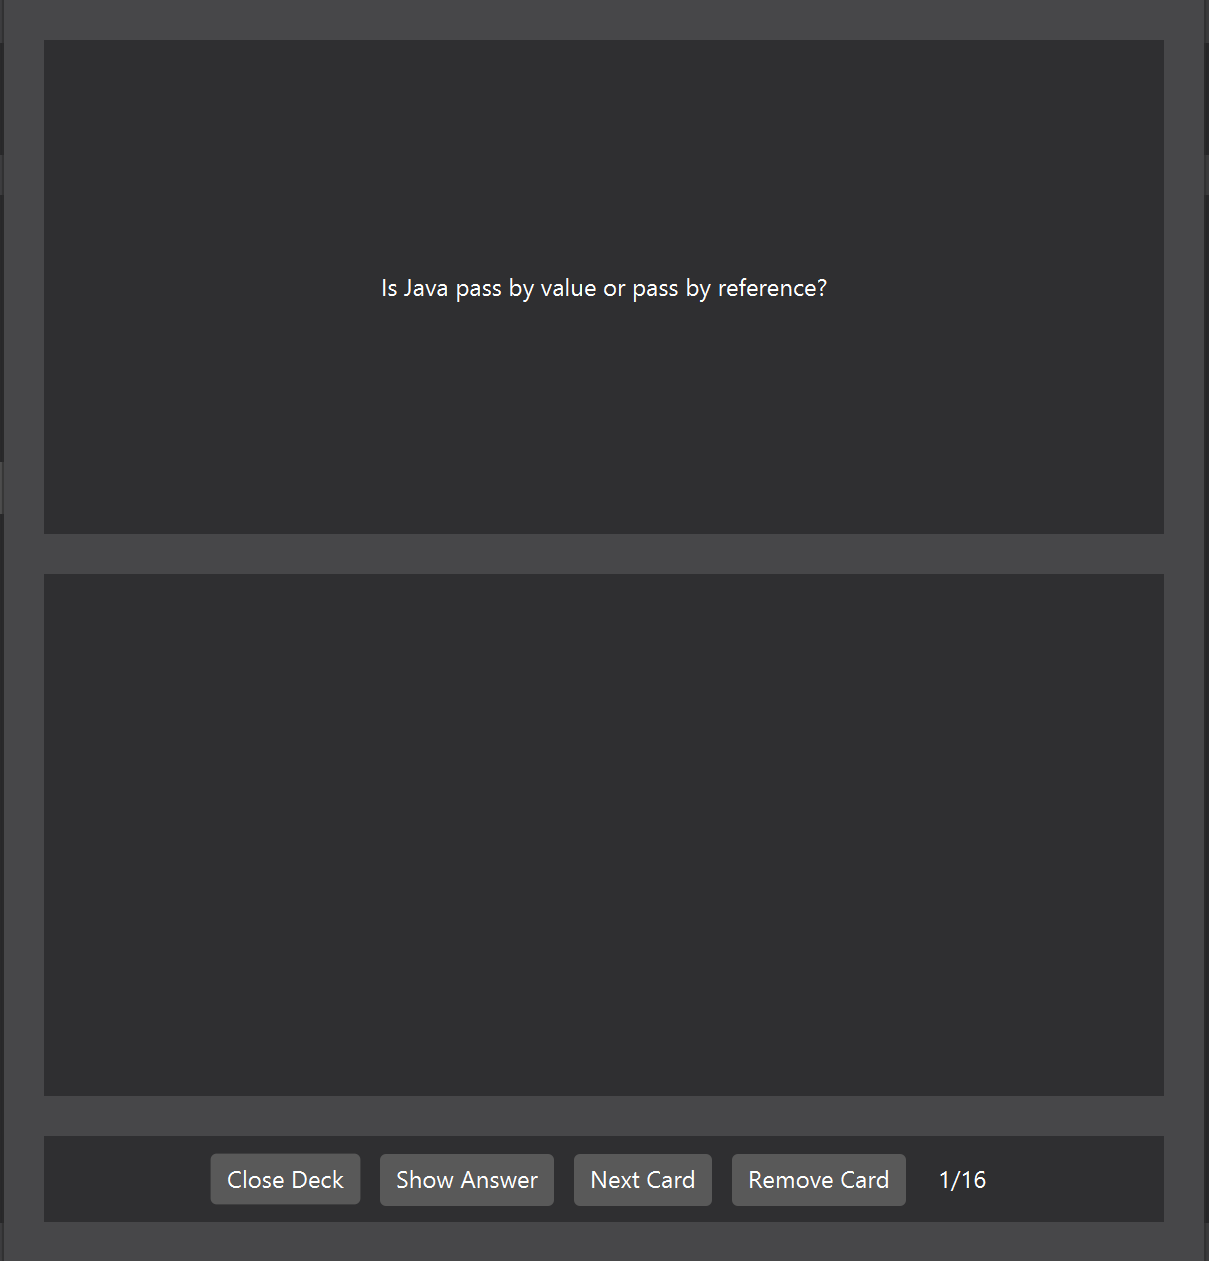 Is Java pass by value or pass by reference?
Close Deck
Show Answer
Next Card
Remove Card
1/16